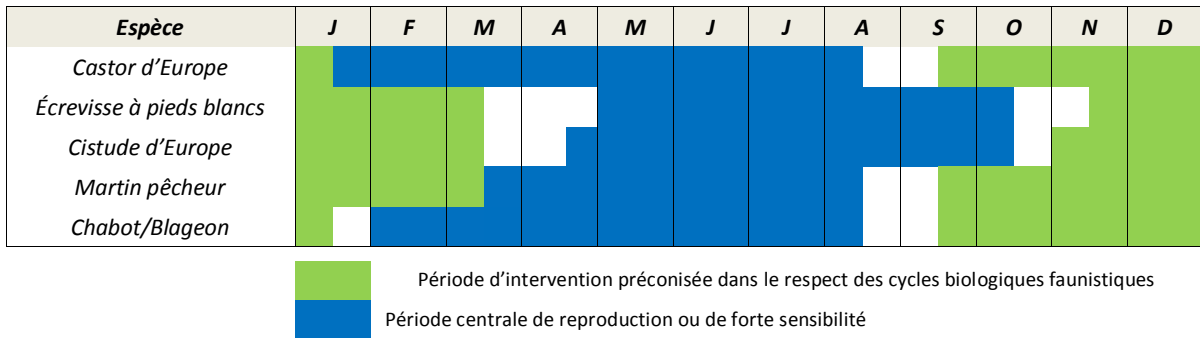 Espèce J F M A M J J A S O N D
Castor d’Europe
Écrevisse à pieds blancs
Cistude d’Europe
Martin pêcheur
Chabot/Blageon
Période d’intervention préconisée dans le respect des cycles biologiques faunistiques
Période centrale de reproduction ou de forte sensibilité